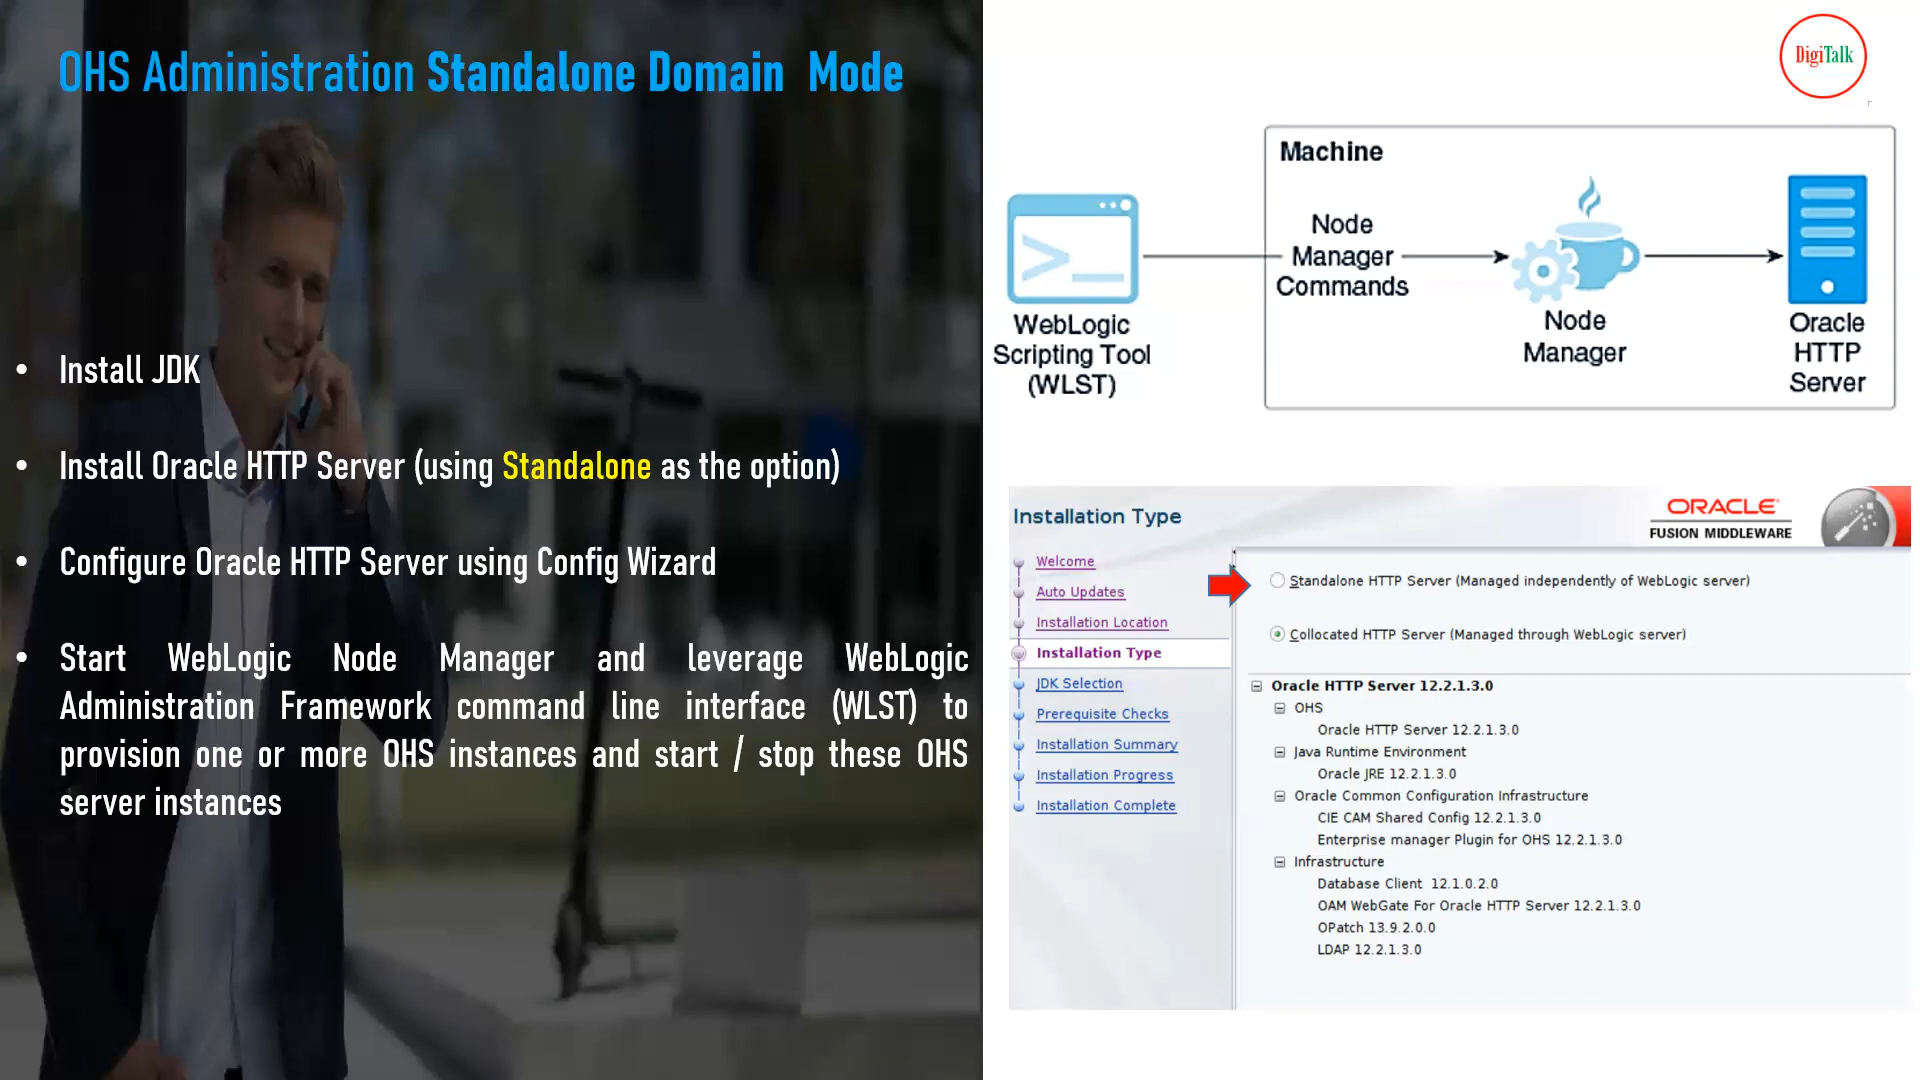 OHS Administration Standalone Domain Mode
• Install JDK
• Install Oracle HTTP Server (using Standalone as the option)
• Configure Oracle HTTP Server using Config Wizard
• Start WebLogic Node Manager and leverage WebLogic
Administration Framework command line interface (WLST) to
provision one or more OHS instances and start / stop these OHS
server instances
DigiTalk
Machine
WebLogic
Scripting Tool
(WLST)
Node
Manager
Commands
Node
Manager
Oracle
HTTP
Server
Installation Type
ORACLE
FUSION MIDDLEWARE
Welcome
Auto Updates
Installation Location
Installation Type
JDK Selection
Prerequisite Checks
Installation Summary
Installation Progress
Installation Complete
Standalone HTTP Server (Managed independently of WebLogic server)
Collocated HTTP Server (Managed through WebLogic server)
Oracle HTTP Server 12.2.1.3.0
OHS
Oracle HTTP Server 12.2.1.3.0
Java Runtime Environment
Oracle JRE 12.2.1.3.0
Oracle Common Configuration Infrastructure
CIE CAM Shared Config 12.2.1.3.0
Enterprise manager Plugin for OHS 12.2.1.3.0
Infrastructure
Database Client 12.1.0.2.0
OAM WebGate For Oracle HTTP Server 12.2.1.3.0
OPatch 13.9.2.0.0
LDAP 12.2.1.3.0